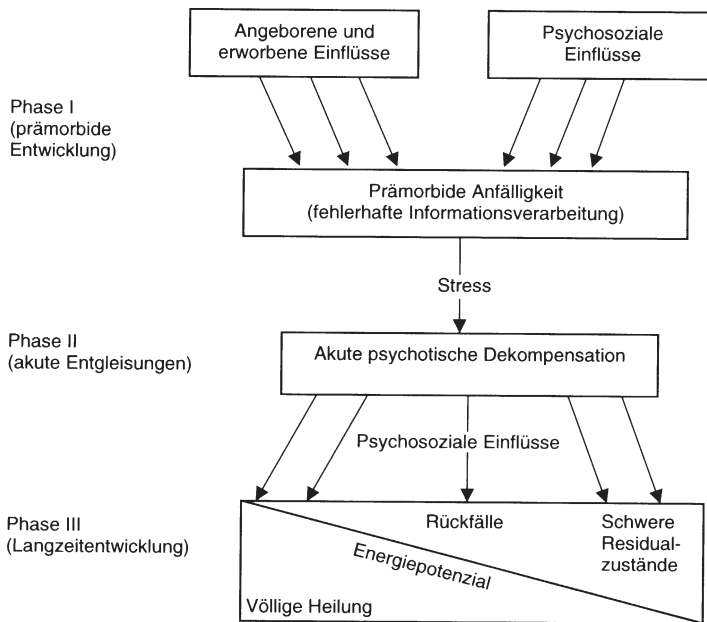 Angeborene und
erworbene Einflüsse
Psychosoziale
Einflüsse
Phase I
(prämorbide
Entwicklung)
Prämorbide Anfälligkeit
(fehlerhafte Informationsverarbeitung)
Stress
Phase II
(akute Entgleisungen)
Akute psychotische Dekompensation
Psychosoziale Einflüsse
Phase III
(Langzeitentwicklung)
Rückfälle
Schwere
Residual-
zustände
Energiepotenzial
Völlige Heilung